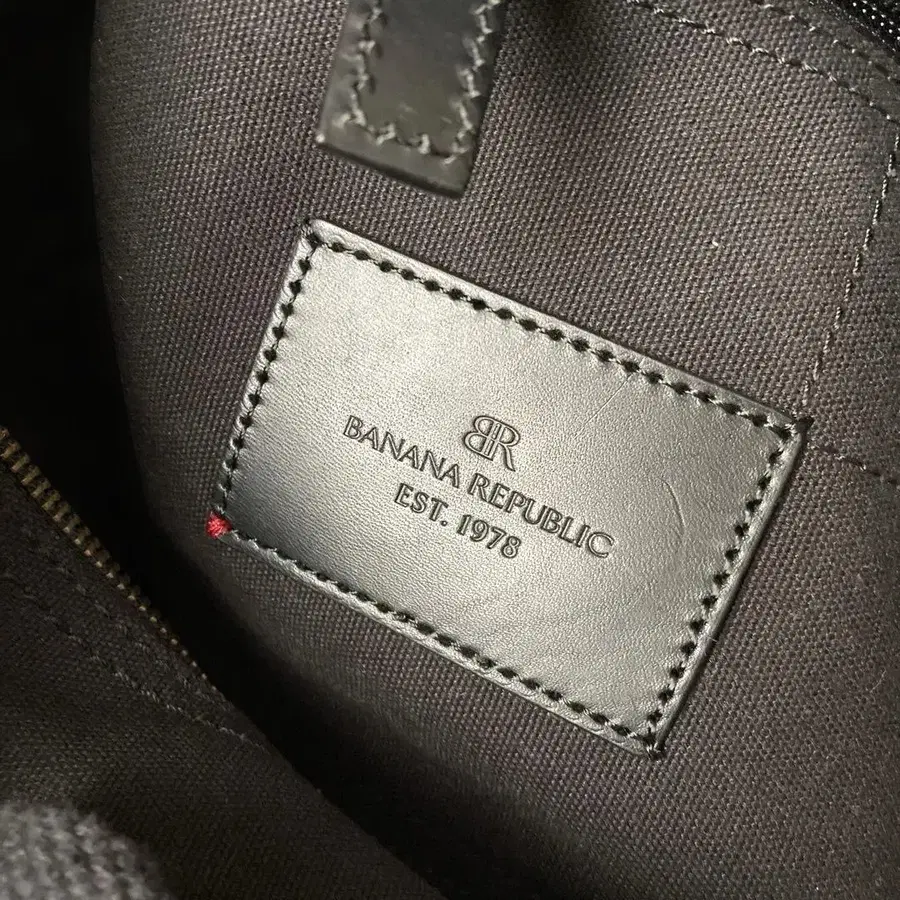 BR
BANANA REPUBLIC
EST. 1978